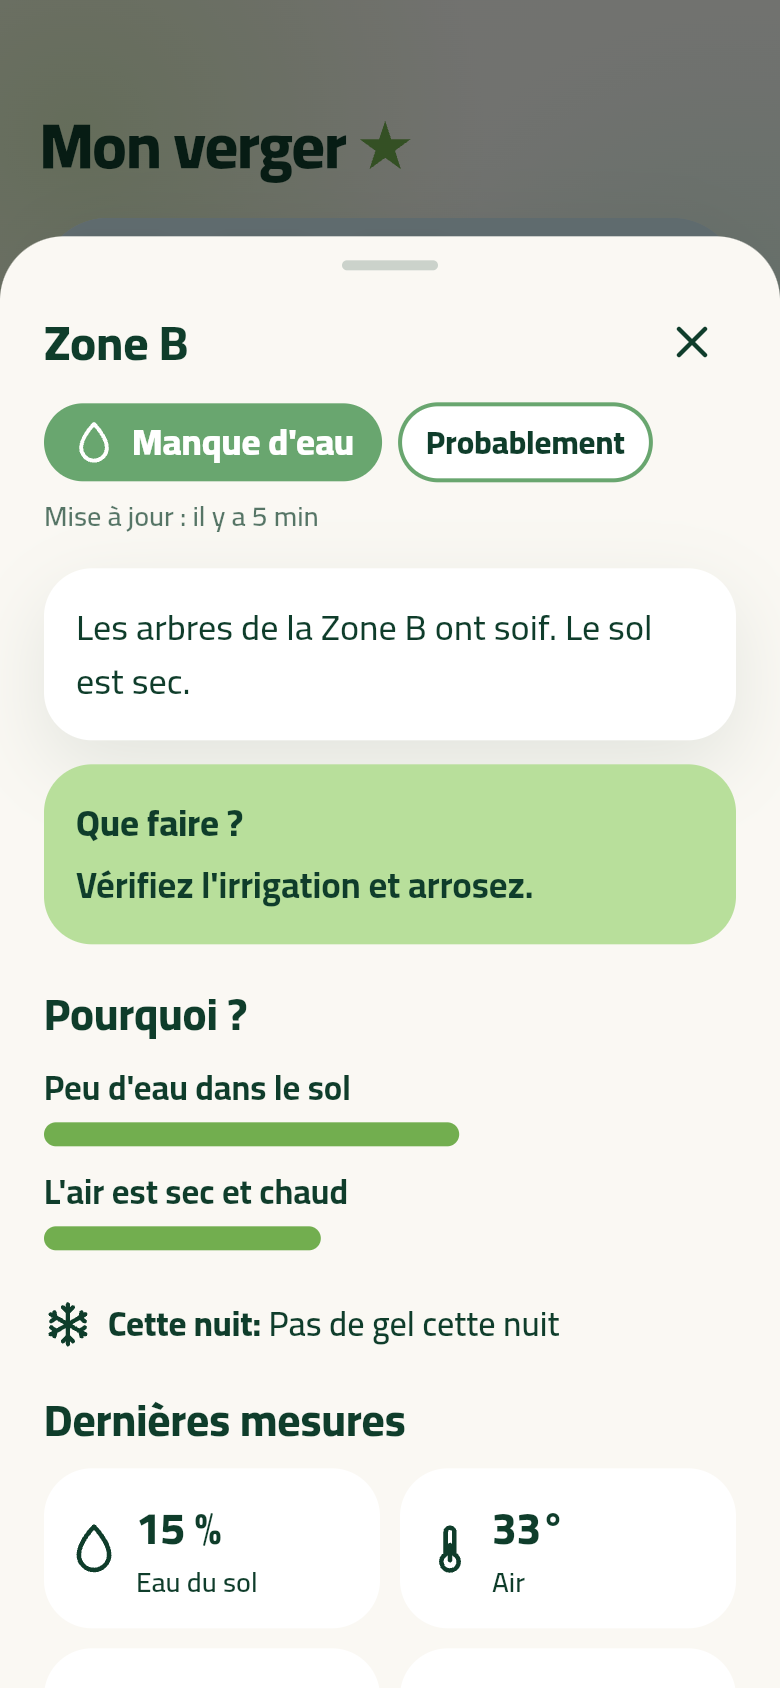 Mon verger
Zone B
Manque d'eau
Probablement
Mise à jour : il y a 5 min
Les arbres de la Zone B ont soif. Le sol
est sec.
Que faire ?
Vérifiez l'irrigation et arrosez.
Pourquoi ?
Peu d'eau dans le sol
L'air est sec et chaud
Cette nuit: Pas de gel cette nuit
Dernières mesures
15 %
Eau du sol
33°
Air